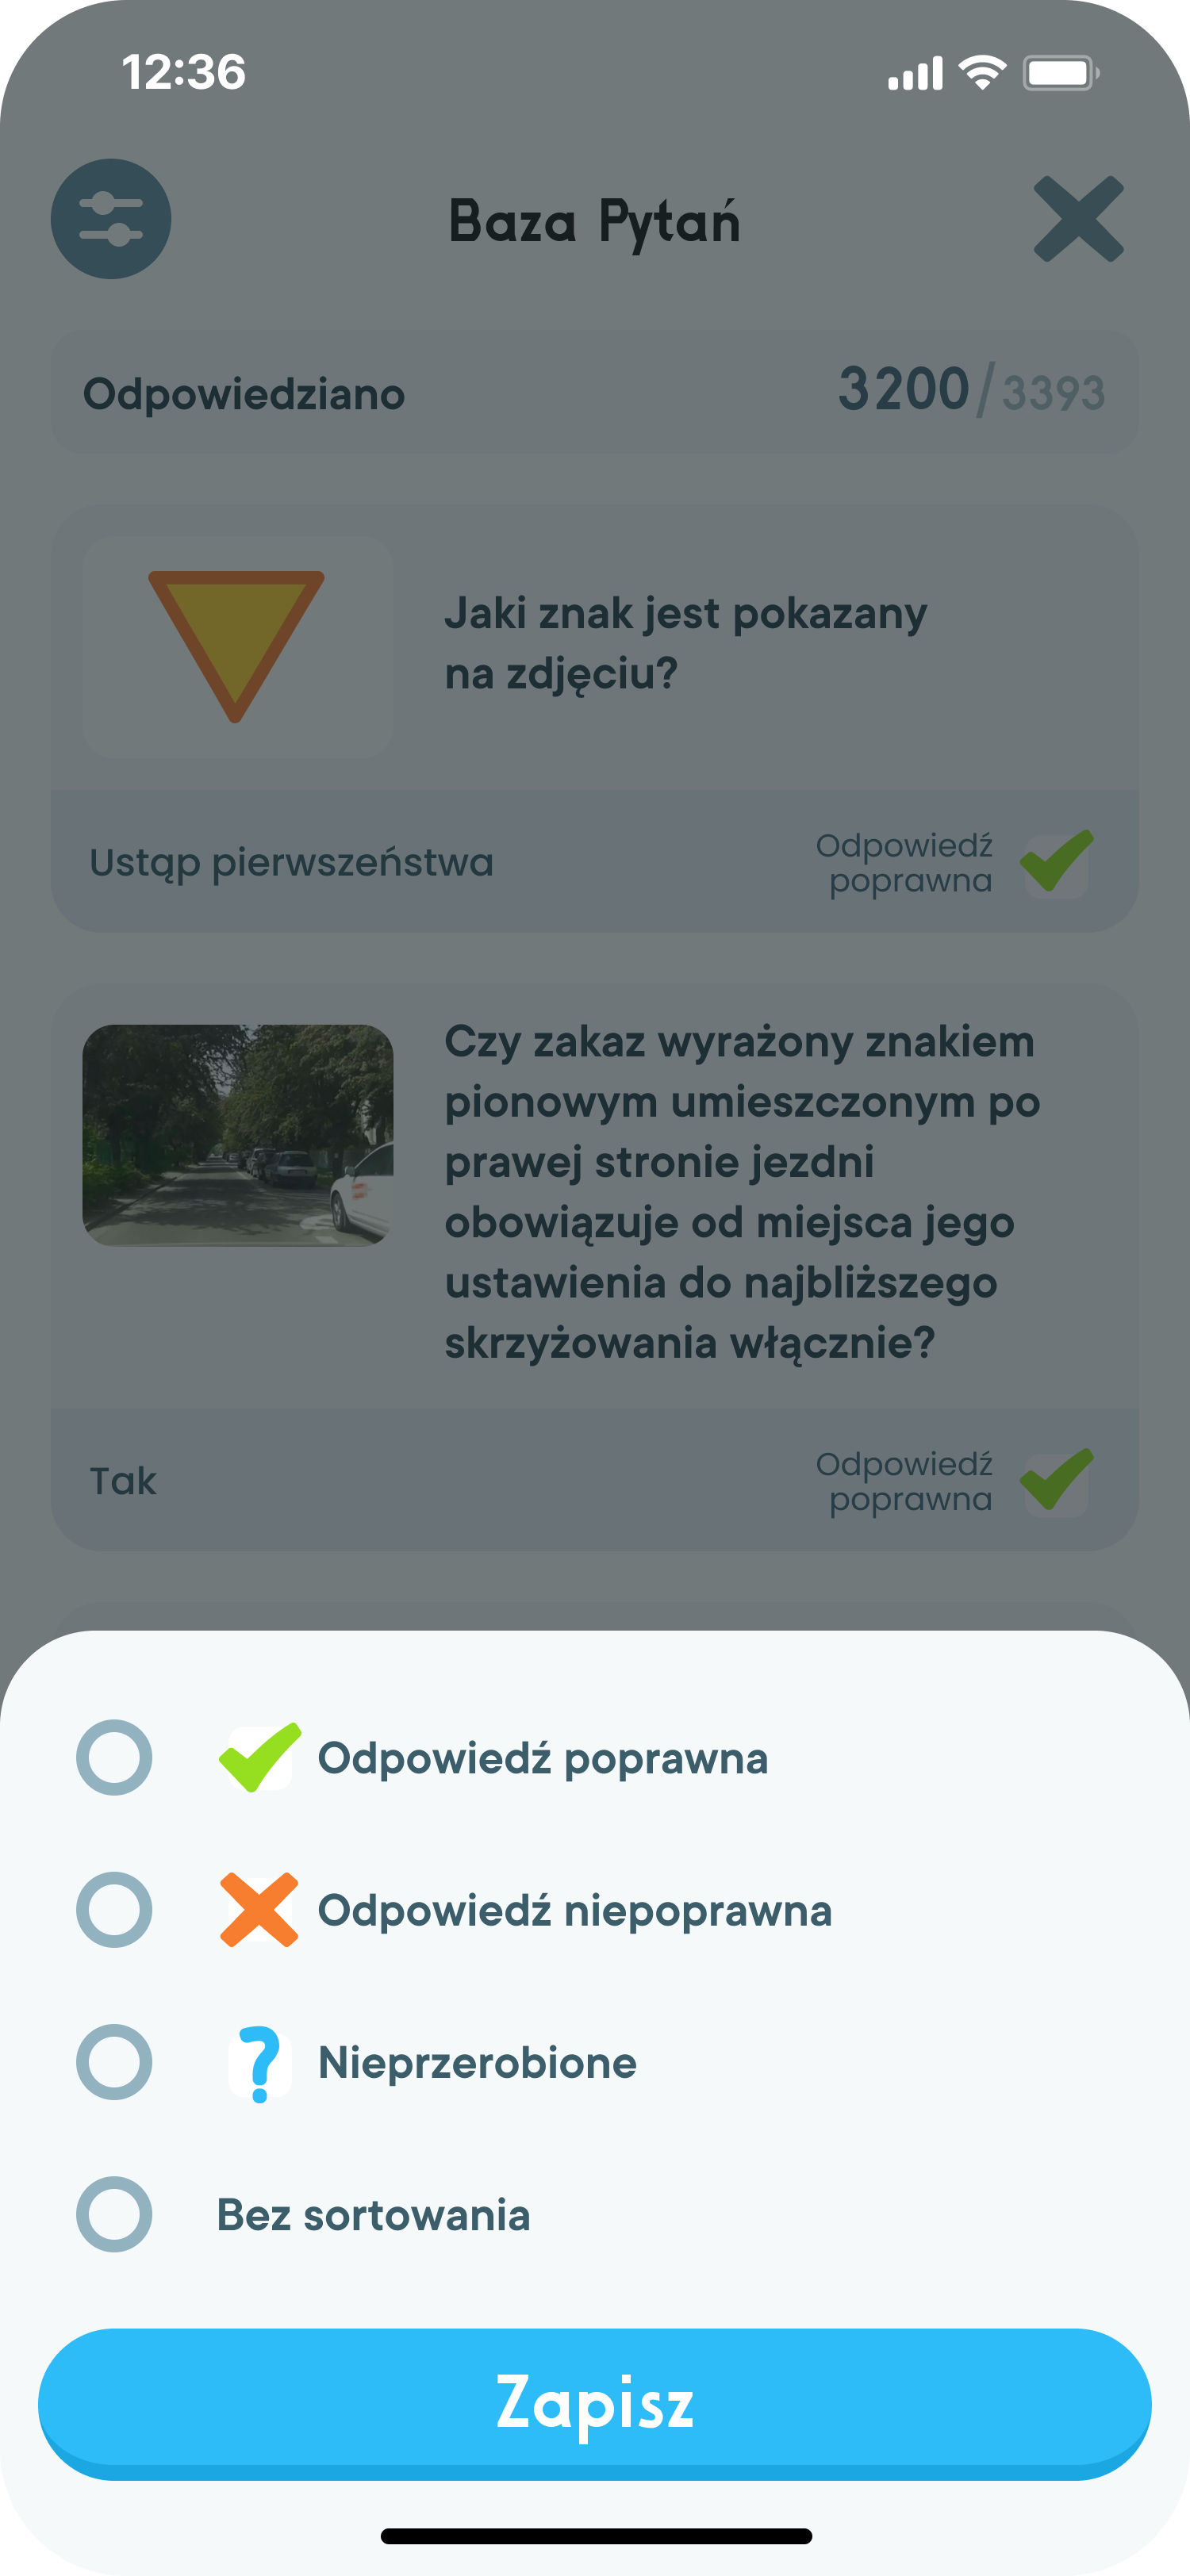 12:36
Baza Pytań
Odpowiedziano
3200/3393
Jaki znak jest pokazany
na zdjęciu?
Ustąp pierwszeństwa
Odpowiedź
poprawna
Czy zakaz wyrażony znakiem
pionowym umieszczonym po
prawej stronie jezdni
obowiązuje od miejsca jego
ustawienia do najbliższego
skrzyżowania włącznie?
Tak
Odpowiedź
poprawna
Odpowiedź poprawna
Odpowiedź niepoprawna
Nieprzerobione
Bez sortowania
Zapisz